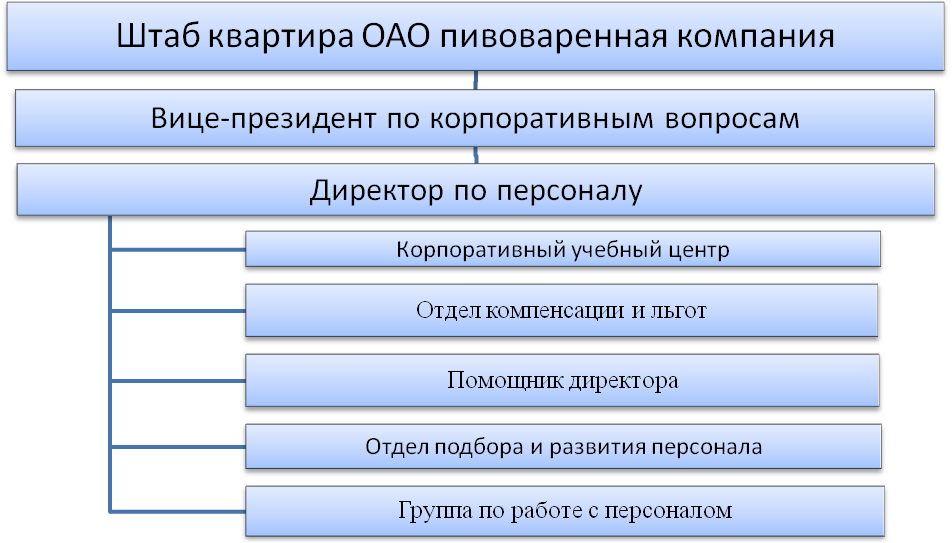 Штаб квартира ОАО пивоваренная компания
Вице-президент по корпоративным вопросам
Директор по персоналу
Корпоративный учебный центр
Отдел компенсации и льгот
Помощник директора
Отдел подбора и развития персонала
Группа по работе с персоналом